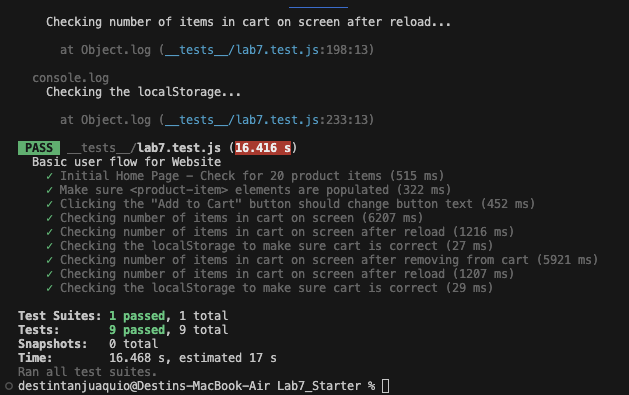 Checking number of items in cart on screen after reload...
at Object.log (__tests__/lab7.test.js:198:13)
console.log
Checking the localStorage...
at Object.log (__tests__/lab7.test.js:233:13)
PASS __tests__/lab7.test.js (16.416 s)
Basic user flow for Website
✓ Initial Home Page – Check for 20 product items (515 ms)
✓ Make sure <product-item> elements are populated (322 ms)
✓ Clicking the "Add to Cart" button should change button text (452 ms)
✓ Checking number of items in cart on screen (6207 ms)
✓ Checking number of items in cart on screen after reload (1216 ms)
✓ Checking the localStorage to make sure cart is correct (27 ms)
✓ Checking number of items in cart on screen after removing from cart (5921 ms)
✓ Checking number of items in cart on screen after reload (1207 ms)
✓ Checking the localStorage to make sure cart is correct (29 ms)
Test Suites: 1 passed, 1 total
Tests: 9 passed, 9 total
Snapshots: 0 total
Time: 16.468 s, estimated 17 s
Ran all test suites.
destintanjuaquio@Destins-MacBook-Air Lab7_Starter %